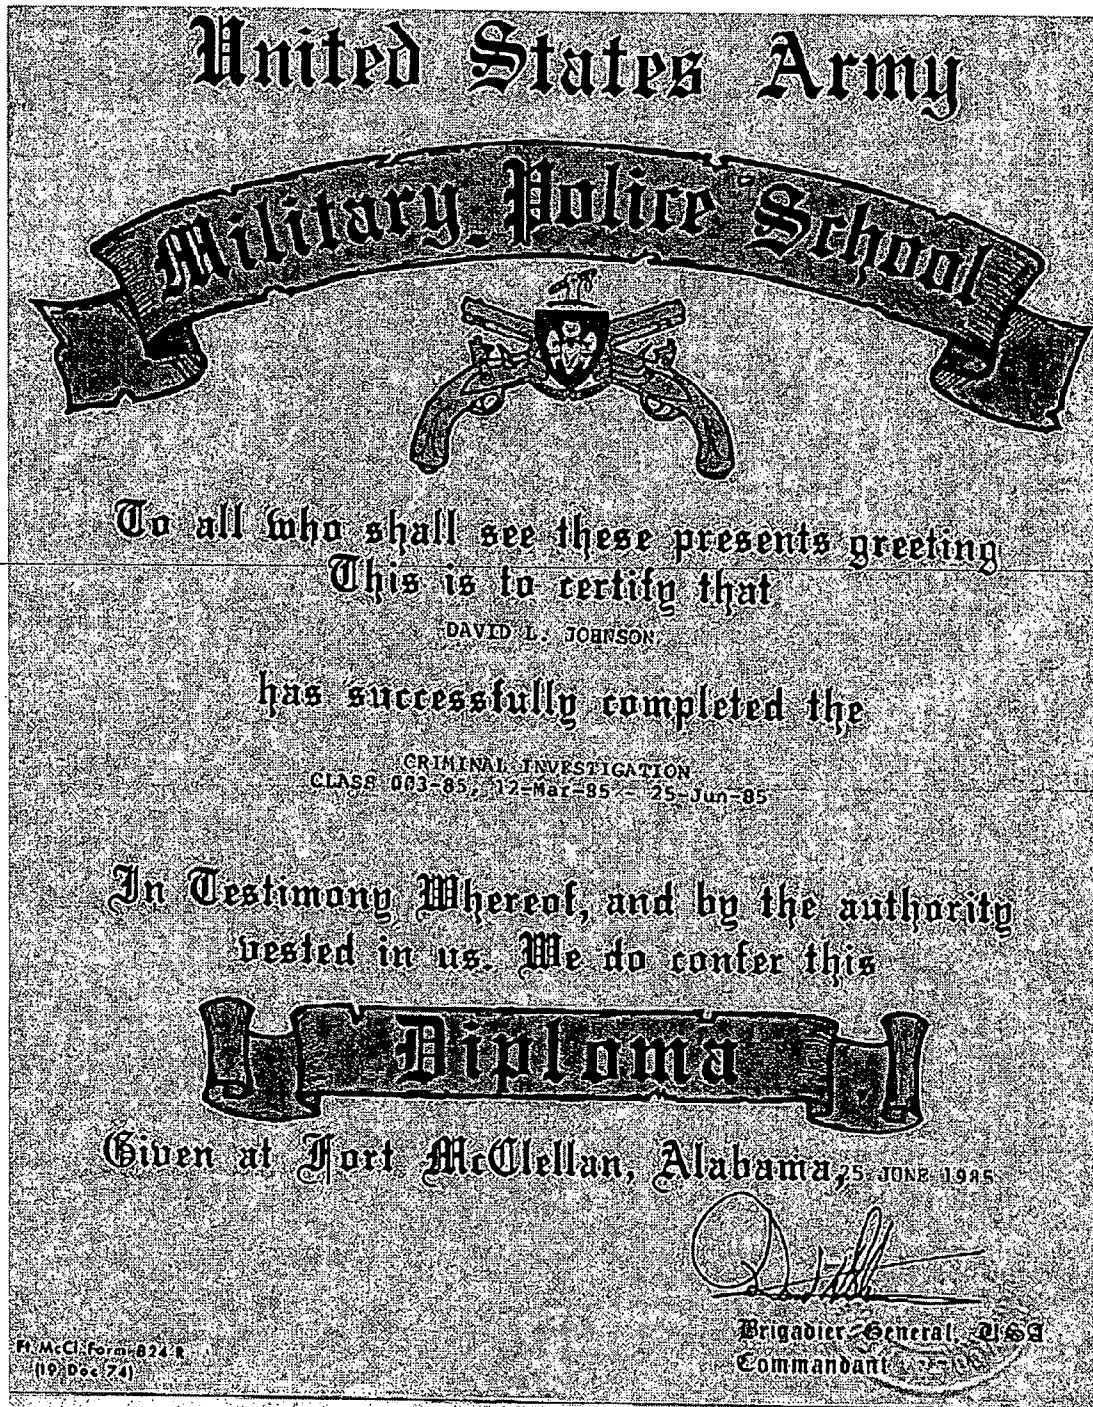 United States Army
Military Police School
To all who shall see these presents greeting
This is to certify that
DAVID L. JOHNSON
has successfully completed the
CRIMINAL INVESTIGATION
CLASS 003-85, 12-Mar-85 - 25-Jun-85
In Testimony Whereof, and by the authority
vested in us. We do confer this
Diploma
Given at Fort McClellan, Alabama, 25 JUNE 1985
Brigadier General, USA
Commandant
Ft McCl Form 824-R
(19 Dec 74)